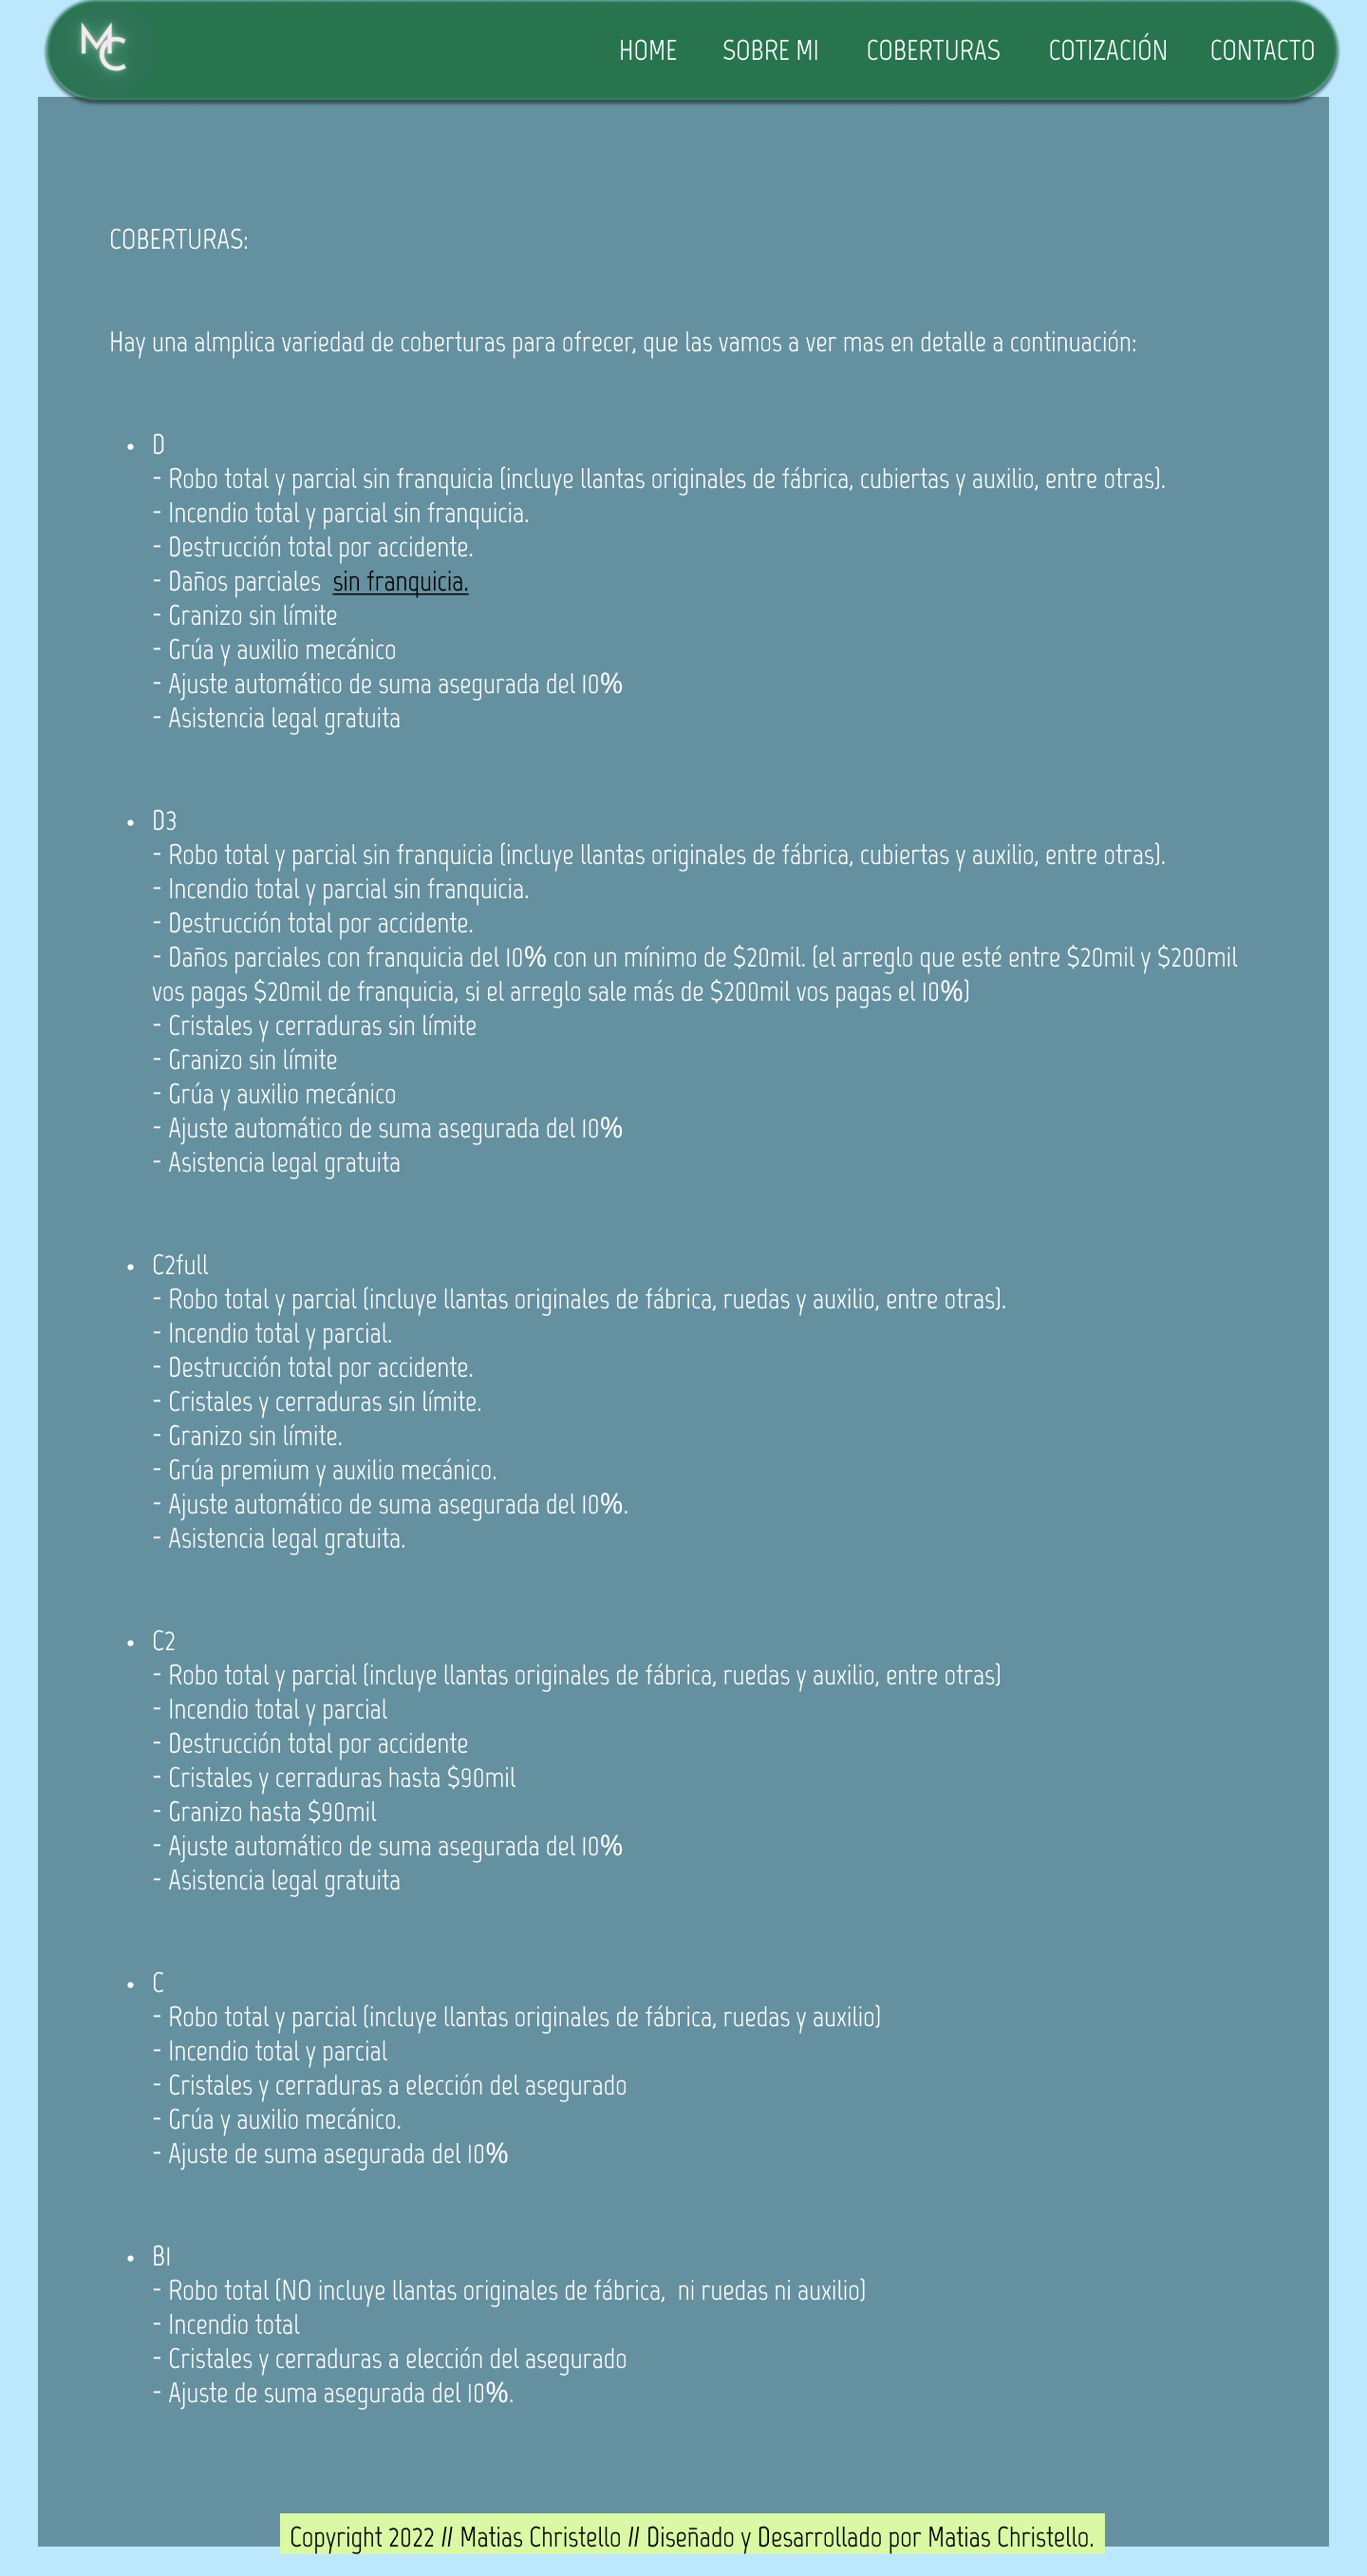 MC
HOME SOBRE MI COBERTURAS COTIZACIÓN CONTACTO
COBERTURAS:
Hay una almplica variedad de coberturas para ofrecer, que las vamos a ver mas en detalle a continuación:
• D
- Robo total y parcial sin franquicia (incluye llantas originales de fábrica, cubiertas y auxilio, entre otras).
- Incendio total y parcial sin franquicia.
- Destrucción total por accidente.
- Daños parciales sin franquicia.
- Granizo sin límite
- Grúa y auxilio mecánico
- Ajuste automático de suma asegurada del 10%
- Asistencia legal gratuita
• D3
- Robo total y parcial sin franquicia (incluye llantas originales de fábrica, cubiertas y auxilio, entre otras).
- Incendio total y parcial sin franquicia.
- Destrucción total por accidente.
- Daños parciales con franquicia del 10% con un mínimo de $20mil. (el arreglo que esté entre $20mil y $200mil
vos pagas $20mil de franquicia, si el arreglo sale más de $200mil vos pagas el 10%)
- Cristales y cerraduras sin límite
- Granizo sin límite
- Grúa y auxilio mecánico
- Ajuste automático de suma asegurada del 10%
- Asistencia legal gratuita
• C2full
- Robo total y parcial (incluye llantas originales de fábrica, ruedas y auxilio, entre otras).
- Incendio total y parcial.
- Destrucción total por accidente.
- Cristales y cerraduras sin límite.
- Granizo sin límite.
- Grúa premium y auxilio mecánico.
- Ajuste automático de suma asegurada del 10%.
- Asistencia legal gratuita.
• C2
- Robo total y parcial (incluye llantas originales de fábrica, ruedas y auxilio, entre otras)
- Incendio total y parcial
- Destrucción total por accidente
- Cristales y cerraduras hasta $90mil
- Granizo hasta $90mil
- Ajuste automático de suma asegurada del 10%
- Asistencia legal gratuita
• C
- Robo total y parcial (incluye llantas originales de fábrica, ruedas y auxilio)
- Incendio total y parcial
- Cristales y cerraduras a elección del asegurado
- Grúa y auxilio mecánico.
- Ajuste de suma asegurada del 10%
• B1
- Robo total (NO incluye llantas originales de fábrica, ni ruedas ni auxilio)
- Incendio total
- Cristales y cerraduras a elección del asegurado
- Ajuste de suma asegurada del 10%.
Copyright 2022 // Matias Christello // Diseñado y Desarrollado por Matias Christello.